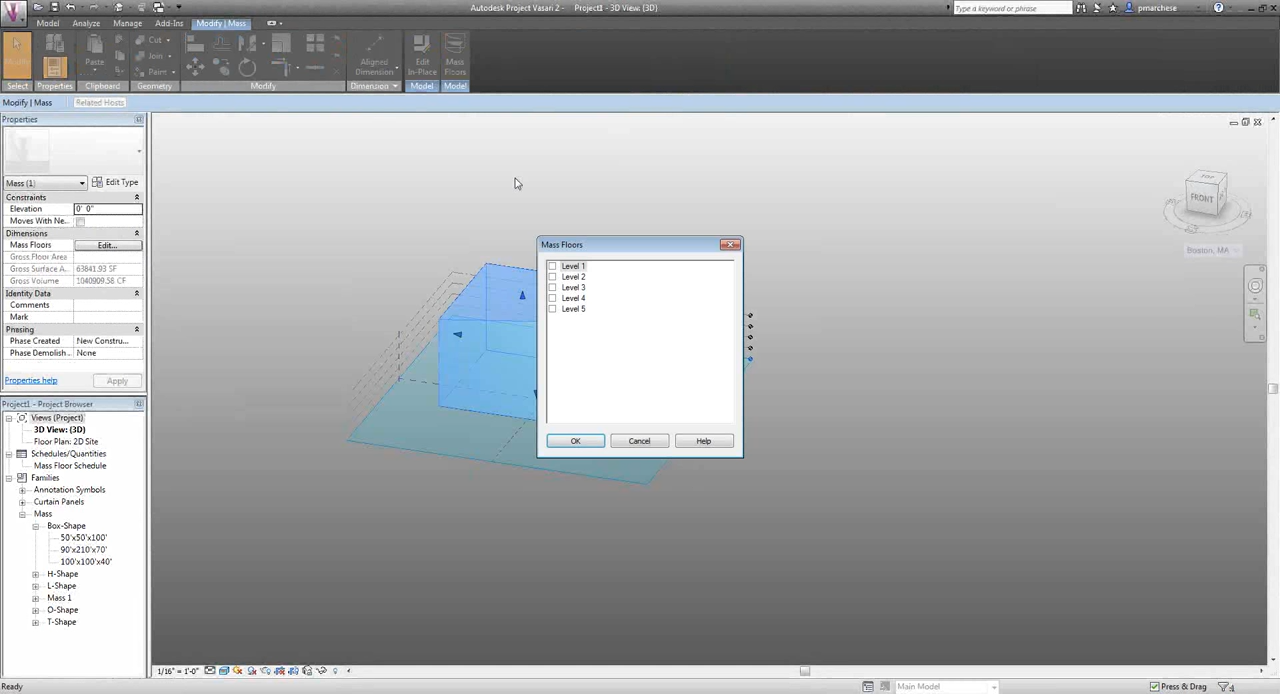 Autodesk Project Vasari 2 - Project1 - 3D View: {3D}
Type a keyword or phrase
pmarchese
Model Analyze Manage Add-Ins Modify | Mass
Modify
Paste
Cut
Join
Paint
Aligned Dimension
Edit In-Place
Mass Floors
Select Properties Clipboard Geometry Modify Dimension Model Model
Modify | Mass Related Hosts
Properties
Mass (1) Edit Type
Constraints
Elevation 0' 0"
Moves With Ne...
Dimensions
Mass Floors Edit...
Gross Floor Area
Gross Surface A... 63841.93 SF
Gross Volume 1040909.58 CF
Identity Data
Comments
Mark
Phasing
Phase Created New Constru...
Phase Demolish... None
Properties help Apply
Project1 - Project Browser
Views (Project)
3D View: {3D}
Floor Plan: 2D Site
Schedules/Quantities
Mass Floor Schedule
Families
Annotation Symbols
Curtain Panels
Mass
Box-Shape
50'x50'x100'
90'x210'x70'
100'x100'x40'
H-Shape
L-Shape
Mass 1
O-Shape
T-Shape
Mass Floors
Level 1
Level 2
Level 3
Level 4
Level 5
OK Cancel Help
TOP
FRONT
Boston, MA
1/16" = 1'-0"
Ready
Main Model
Press & Drag